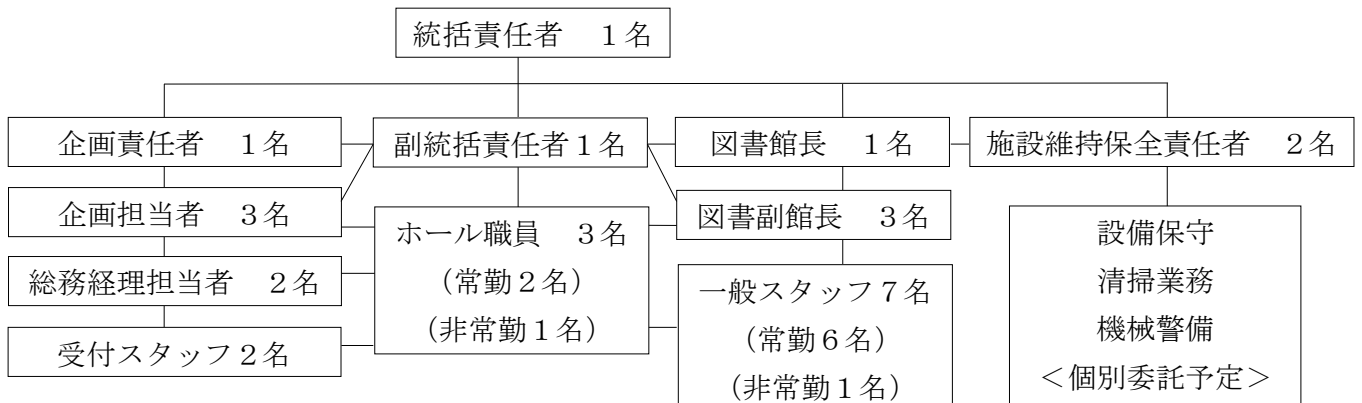 統括責任者　１名
企画責任者　１名
副統括責任者１名
図書館長　１名
施設維持保全責任者　２名
企画担当者　３名
総務経理担当者　２名
受付スタッフ２名
ホール職員　３名
（常勤２名）
（非常勤１名）
図書副館長　３名
一般スタッフ７名
（常勤６名）
（非常勤１名）
設備保守
清掃業務
機械警備
＜個別委託予定＞